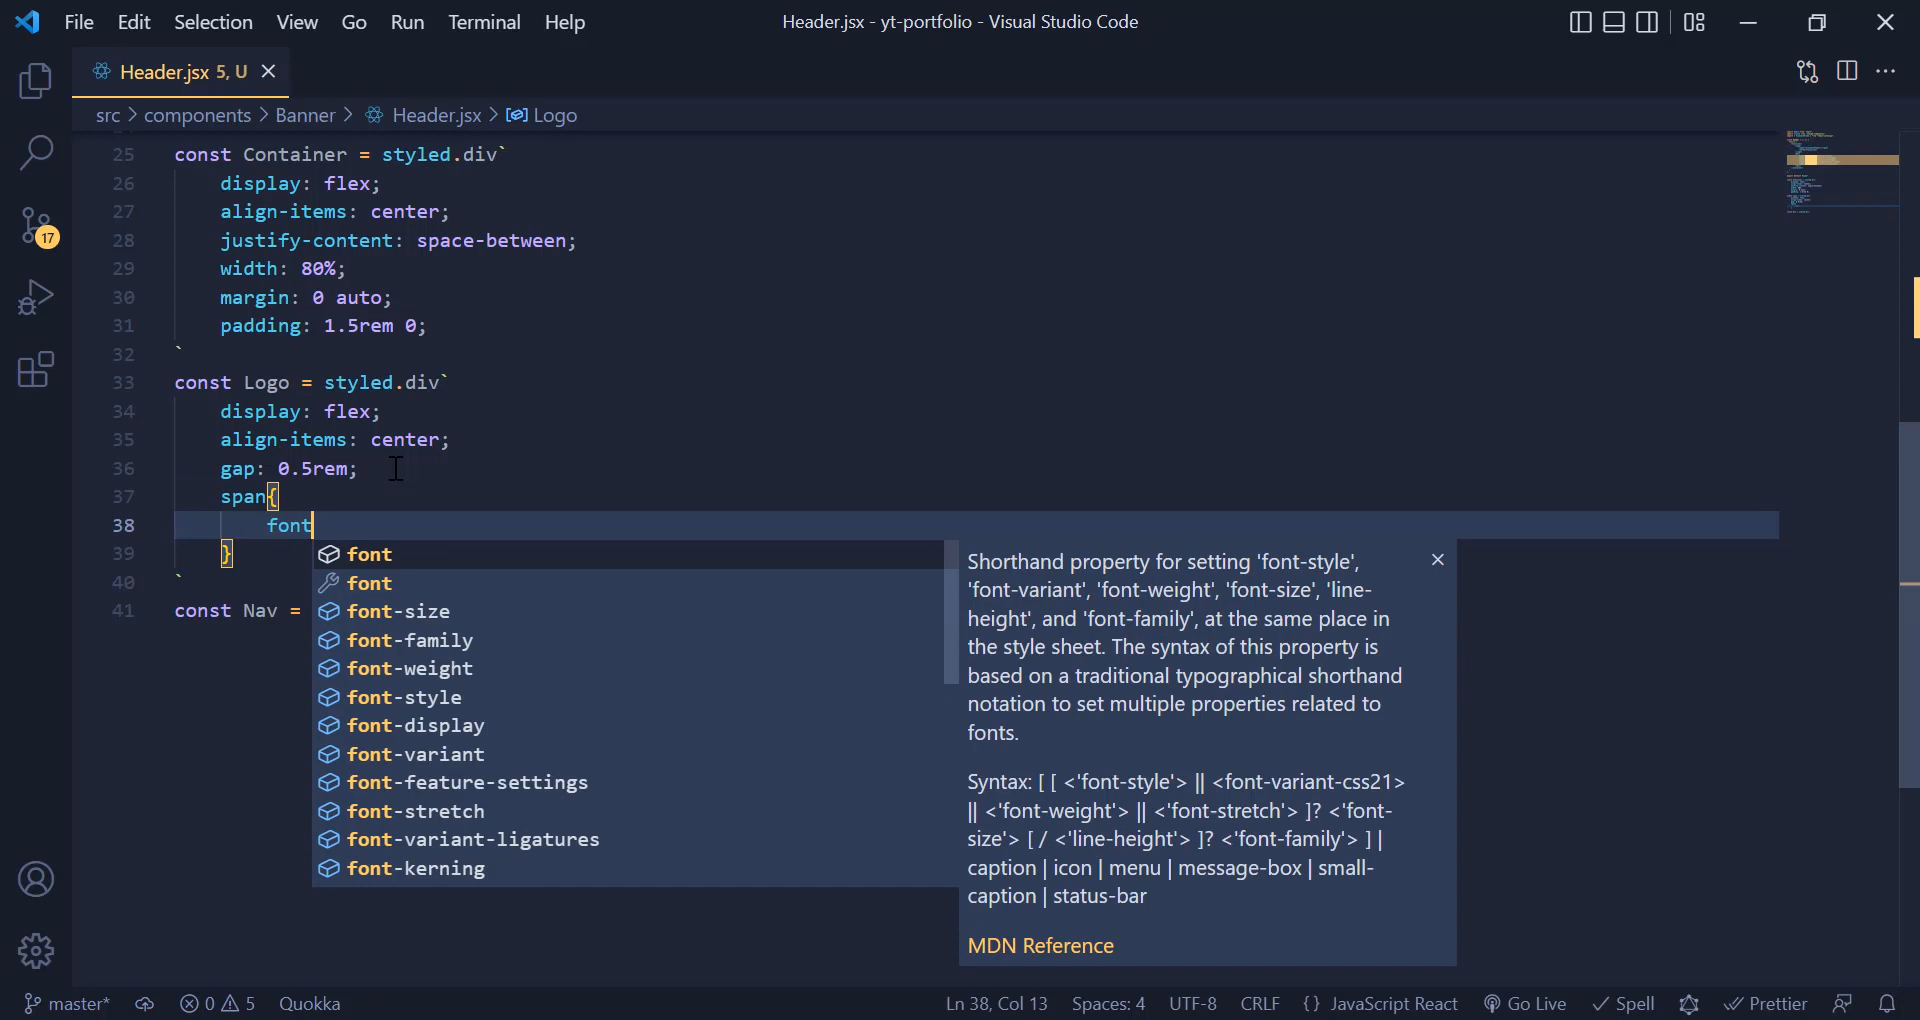 File Edit Selection View Go Run Terminal Help
Header.jsx - yt-portfolio - Visual Studio Code
Header.jsx 5, U
src > components > Banner > Header.jsx > Logo
17
25 const Container = styled.div`
26 display: flex;
27 align-items: center;
28 justify-content: space-between;
29 width: 80%;
30 margin: 0 auto;
31 padding: 1.5rem 0;
32 `
33 const Logo = styled.div`
34 display: flex;
35 align-items: center;
36 gap: 0.5rem;
37 span{
38 font
39 }
40 `
41 const Nav =
font
font
font-size
font-family
font-weight
font-style
font-display
font-variant
font-feature-settings
font-stretch
font-variant-ligatures
font-kerning
Shorthand property for setting 'font-style',
'font-variant', 'font-weight', 'font-size', 'line-
height', and 'font-family', at the same place in
the style sheet. The syntax of this property is
based on a traditional typographical shorthand
notation to set multiple properties related to
fonts.
Syntax: [ [ <'font-style'> || <font-variant-css21>
|| <'font-weight'> || <'font-stretch'> ]? <'font-
size'> [ / <'line-height'> ]? <'font-family'> ] |
caption | icon | menu | message-box | small-
caption | status-bar
MDN Reference
master* 0 5 Quokka
Ln 38, Col 13 Spaces: 4 UTF-8 CRLF {} JavaScript React Go Live Spell Prettier